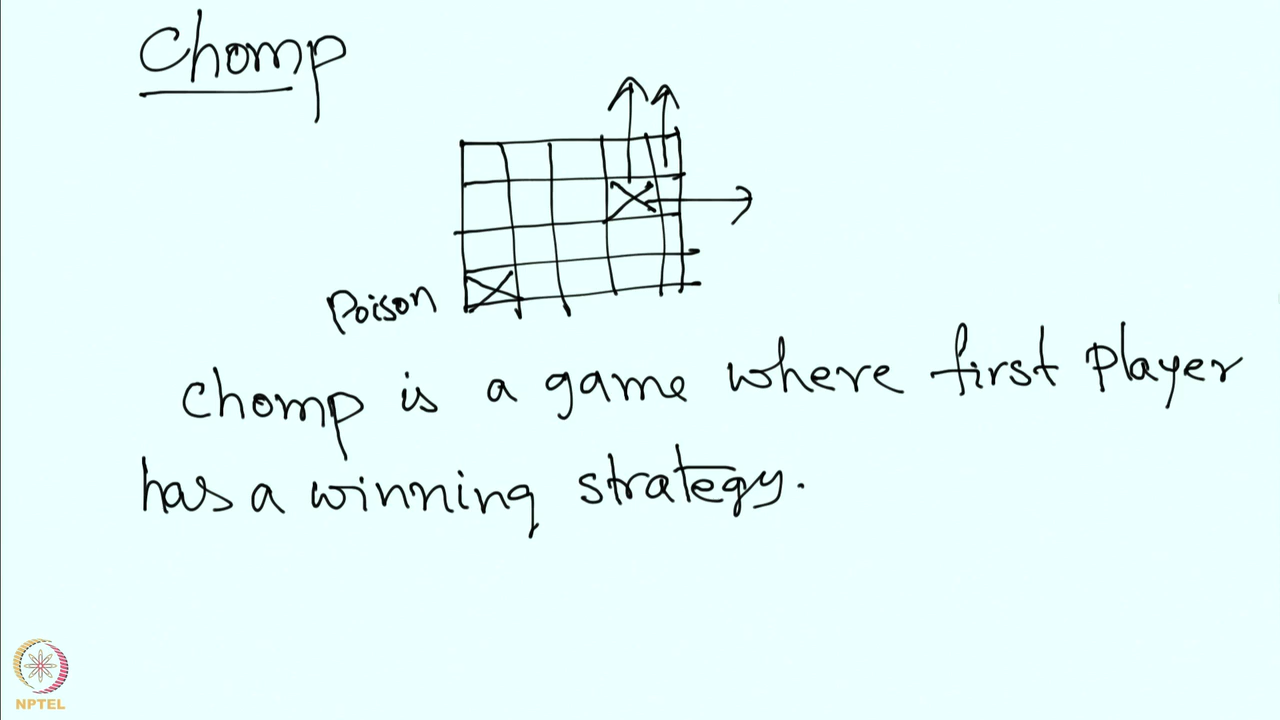 Chomp
Poison
Chomp is a game where first player
has a winning strategy.
NPTEL